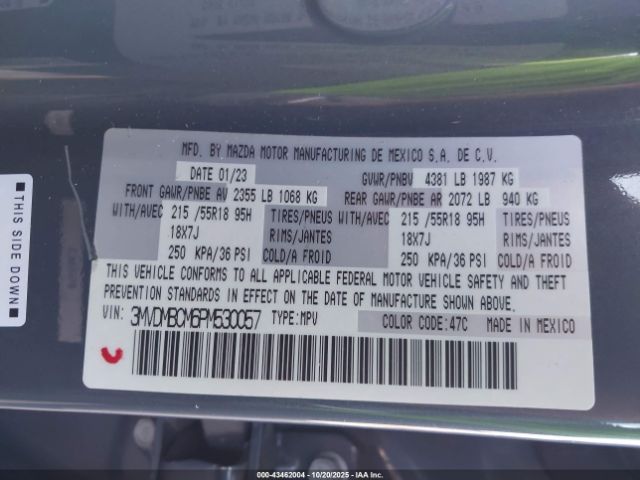 MFD. BY MAZDA MOTOR MANUFACTURING DE MEXICO S.A. DE C.V.
DATE 01/23 GVWR/PNBV 4381 LB 1987 KG
FRONT GAWR/PNBE AV 2355 LB 1068 KG REAR GAWR/PNBE AR 2072 LB 940 KG
WITH/AVEC 215 /55R18 95H TIRES/PNEUS WITH/AVEC 215 /55R18 95H TIRES/PNEUS
18X7J RIMS/JANTES 18X7J RIMS/JANTES
250 KPA/36 PSI COLD/A FROID 250 KPA/36 PSI COLD/A FROID
THIS VEHICLE CONFORMS TO ALL APPLICABLE FEDERAL MOTOR VEHICLE SAFETY AND THEFT
PREVENTION STANDARDS IN EFFECT ON THE DATE OF MANUFACTURE SHOWN ABOVE.
VIN: 3MVDMBCM6PM530057 TYPE: MPV COLOR CODE: 47C MADE IN MEXICO
THIS SIDE DOWN
000-43462004 - 10/20/2025 - IAA Inc.